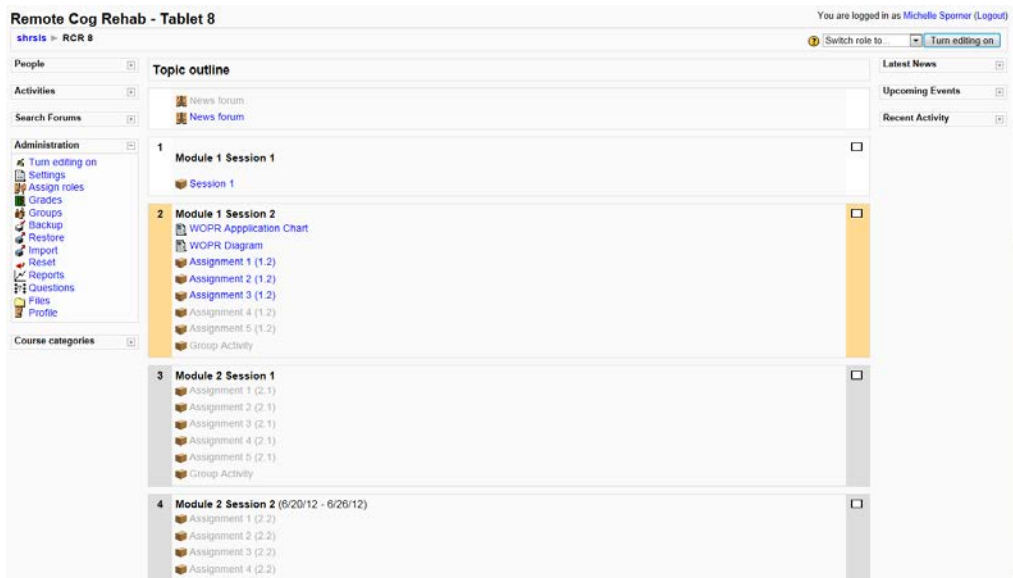 Remote Cog Rehab - Tablet 8
You are logged in as Michelle Sporner (Logout)
shrsis ► RCR 8
Switch role to...
Turn editing on
People
Activities
Search Forums
Administration
Turn editing on
Settings
Assign roles
Grades
Groups
Backup
Restore
Import
Reset
Reports
Questions
Files
Profile
Course categories
Topic outline
News forum
News forum
1
Module 1 Session 1
Session 1
2 Module 1 Session 2
WOPR Appplication Chart
WOPR Diagram
Assignment 1 (1.2)
Assignment 2 (1.2)
Assignment 3 (1.2)
Assignment 4 (1.2)
Assignment 5 (1.2)
Group Activity
3 Module 2 Session 1
Assignment 1 (2.1)
Assignment 2 (2.1)
Assignment 3 (2.1)
Assignment 4 (2.1)
Assignment 5 (2.1)
Group Activity
4 Module 2 Session 2 (6/20/12 - 6/26/12)
Assignment 1 (2.2)
Assignment 2 (2.2)
Assignment 3 (2.2)
Assignment 4 (2.2)
Latest News
Upcoming Events
Recent Activity